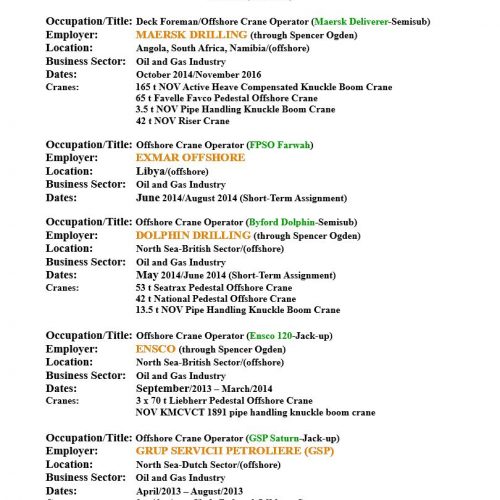 Occupation/Title: Deck Foreman/Offshore Crane Operator (Maersk Deliverer-Semisub)
Employer: MAERSK DRILLING (through Spencer Ogden)
Location: Angola, South Africa, Namibia/(offshore)
Business Sector: Oil and Gas Industry
Dates: October 2014/November 2016
Cranes: 165 t NOV Active Heave Compensated Knuckle Boom Crane
65 t Favelle Favco Pedestal Offshore Crane
3.5 t NOV Pipe Handling Knuckle Boom Crane
42 t NOV Riser Crane
Occupation/Title: Offshore Crane Operator (FPSO Farwah)
Employer: EXMAR OFFSHORE
Location: Libya/(offshore)
Business Sector: Oil and Gas Industry
Dates: June 2014/August 2014 (Short-Term Assignment)
Occupation/Title: Offshore Crane Operator (Byford Dolphin-Semisub)
Employer: DOLPHIN DRILLING (through Spencer Ogden)
Location: North Sea-British Sector/(offshore)
Business Sector: Oil and Gas Industry
Dates: May 2014/June 2014 (Short-Term Assignment)
Cranes: 53 t Seatrax Pedestal Offshore Crane
42 t National Pedestal Offshore Crane
13.5 t NOV Pipe Handling Knuckle Boom Crane
Occupation/Title: Offshore Crane Operator (Ensco 120-Jack-up)
Employer: ENSCO (through Spencer Ogden)
Location: North Sea-British Sector/(offshore)
Business Sector: Oil and Gas Industry
Dates: September/2013 – March/2014
Cranes: 3 x 70 t Liebherr Pedestal Offshore Crane
NOV KMCVCT 1891 pipe handling knuckle boom crane
Occupation/Title: Offshore Crane Operator (GSP Saturn-Jack-up)
Employer: GRUP SERVICII PETROLIERE (GSP)
Location: North Sea-Dutch Sector/(offshore)
Business Sector: Oil and Gas Industry
Dates: April/2013 – August/2013